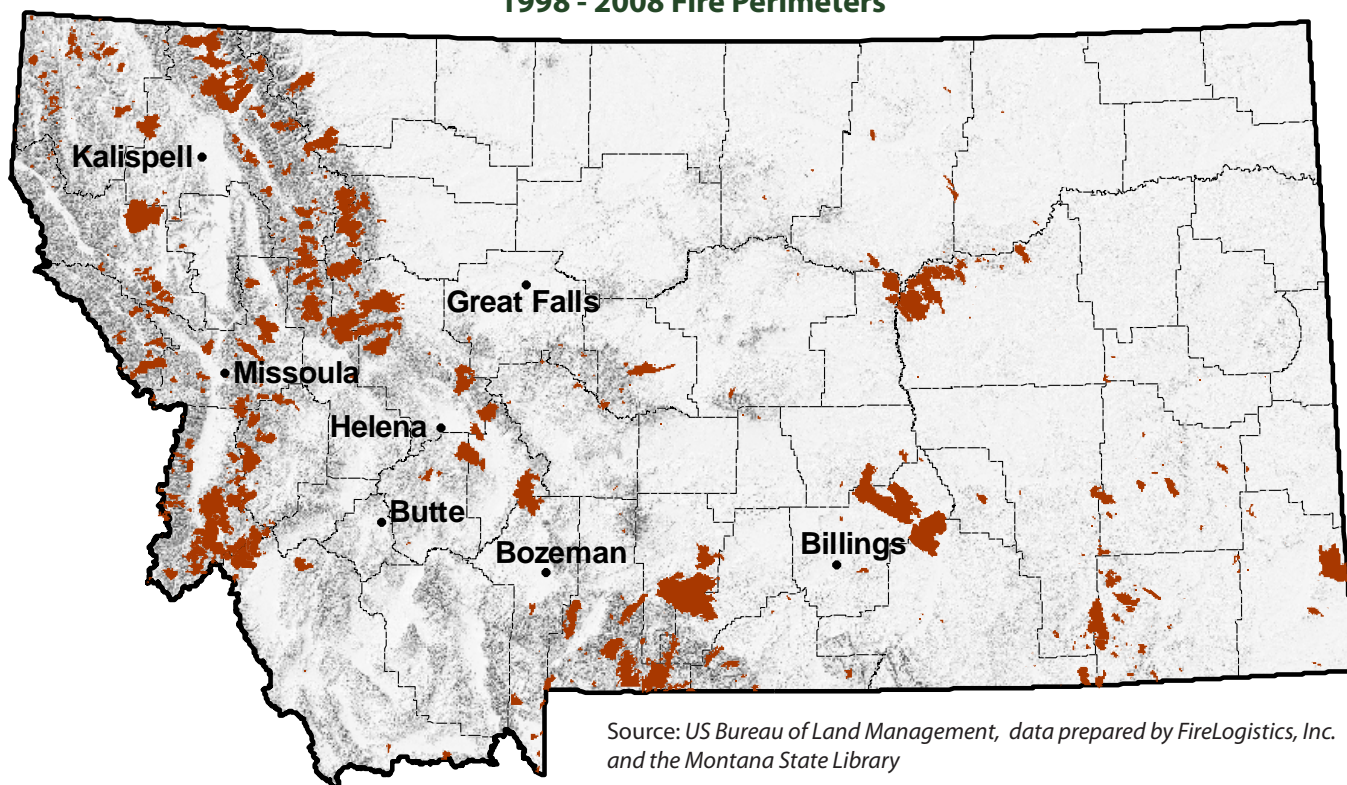 1998 - 2008 Fire Perimeters
Kalispell
Great Falls
Missoula
Helena
Butte
Bozeman
Billings
Source: US Bureau of Land Management, data prepared by FireLogistics, Inc.
and the Montana State Library